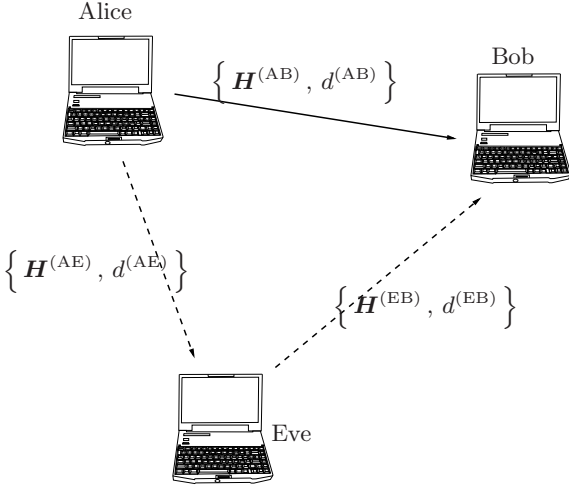 Alice
Bob
{ H^(AB) , d^(AB) }
{ H^(AE) , d^(AE) }
{ H^(EB) , d^(EB) }
Eve